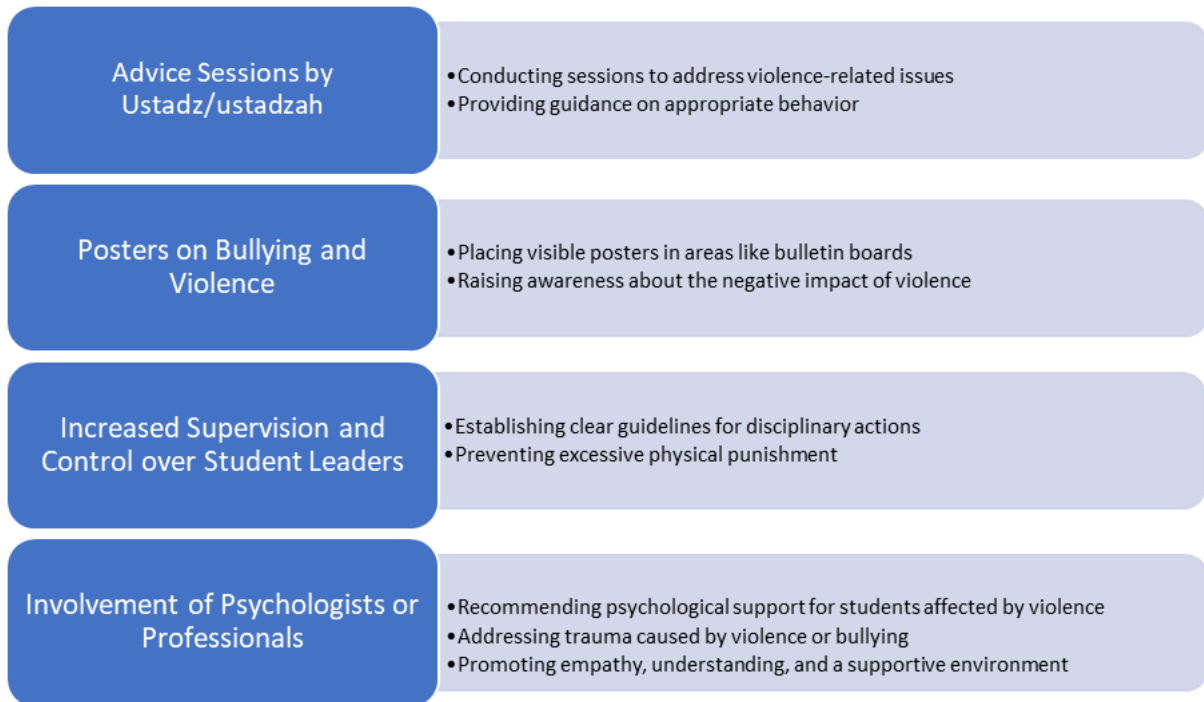 Advice Sessions by
Ustadz/ustadzah
•Conducting sessions to address violence-related issues
•Providing guidance on appropriate behavior
Posters on Bullying and
Violence
•Placing visible posters in areas like bulletin boards
•Raising awareness about the negative impact of violence
Increased Supervision and
Control over Student Leaders
•Establishing clear guidelines for disciplinary actions
•Preventing excessive physical punishment
Involvement of Psychologists or
Professionals
•Recommending psychological support for students affected by violence
•Addressing trauma caused by violence or bullying
•Promoting empathy, understanding, and a supportive environment